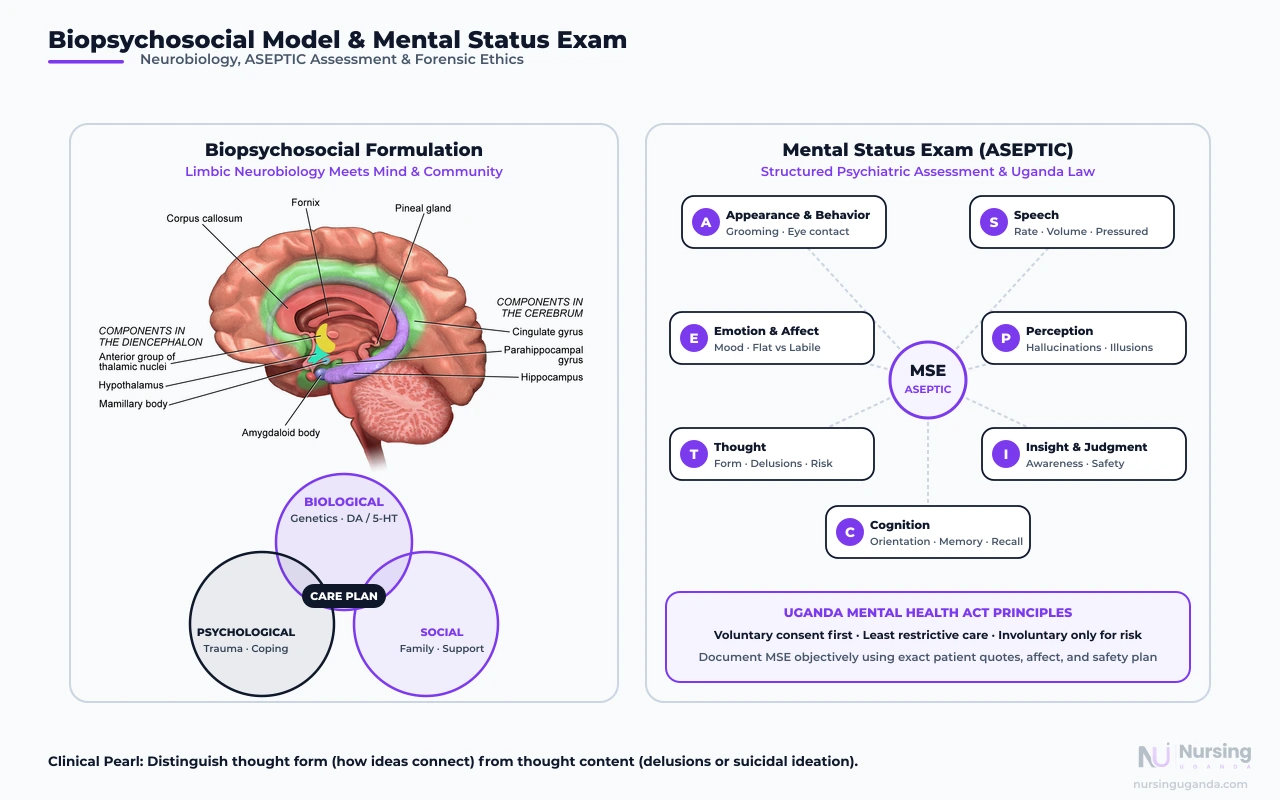 Biopsychosocial Model & Mental Status Exam
Neurobiology, ASEPTIC Assessment & Forensic Ethics
Biopsychosocial Formulation
Limbic Neurobiology Meets Mind & Community
Fornix
Corpus callosum
Pineal gland
COMPONENTS IN
THE CEREBRUM
Cingulate gyrus
Parahippocampal
gyrus
Hippocampus
COMPONENTS IN
THE DIENCEPHALON
Anterior group of
thalamic nuclei
Hypothalamus
Mamillary body
Amygdaloid body
BIOLOGICAL
Genetics · DA / 5-HT
CARE PLAN
PSYCHOLOGICAL
Trauma · Coping
SOCIAL
Family · Support
Mental Status Exam (ASEPTIC)
Structured Psychiatric Assessment & Uganda Law
A
Appearance & Behavior
Grooming · Eye contact
S
Speech
Rate · Volume · Pressured
E
Emotion & Affect
Mood · Flat vs Labile
P
Perception
Hallucinations · Illusions
MSE
ASEPTIC
T
Thought
Form · Delusions · Risk
I
Insight & Judgment
Awareness · Safety
C
Cognition
Orientation · Memory · Recall
UGANDA MENTAL HEALTH ACT PRINCIPLES
Voluntary consent first · Least restrictive care · Involuntary only for risk
Document MSE objectively using exact patient quotes, affect, and safety plan
Clinical Pearl: Distinguish thought form (how ideas connect) from thought content (delusions or suicidal ideation).
NU Nursing
UGANDA
nursinguganda.com